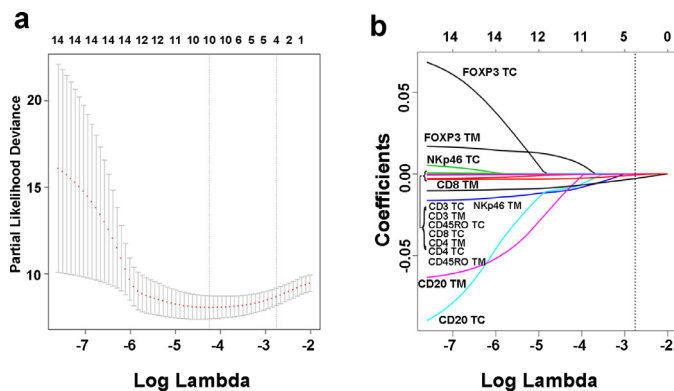 a
14 14 14 14 14 14 12 12 11 10 10 10 6 5 5 4 2 1
Partial Likelihood Deviance
20
15
10
-7 -6 -5 -4 -3 -2
Log Lambda
b
14 14 12 11 5 0
Coefficients
0.05
0.00
-0.05
FOXP3 TC
FOXP3 TM
NKp46 TC
CD8 TM
CD3 TC NKp46 TM
CD3 TM
CD45RO TC
CD8 TC
CD4 TM
CD4 TC
CD45RO TM
CD20 TM
CD20 TC
-7 -6 -5 -4 -3 -2
Log Lambda